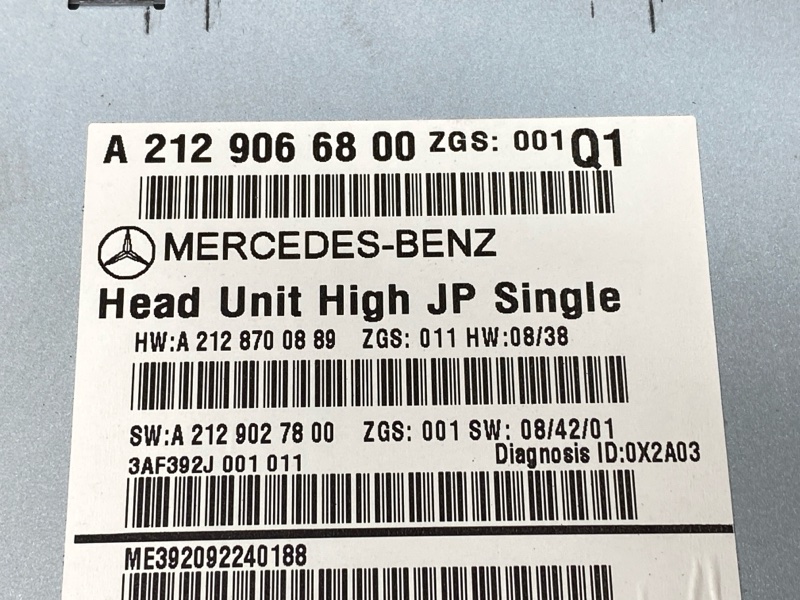 A 212 906 68 00 ZGS: 001 Q1
MERCEDES-BENZ
Head Unit High JP Single
HW:A 212 870 08 89 ZGS: 011 HW:08/38
SW:A 212 902 78 00 ZGS: 001 SW: 08/42/01
3AF392J 001 011 Diagnosis ID:0X2A03
ME392092240188